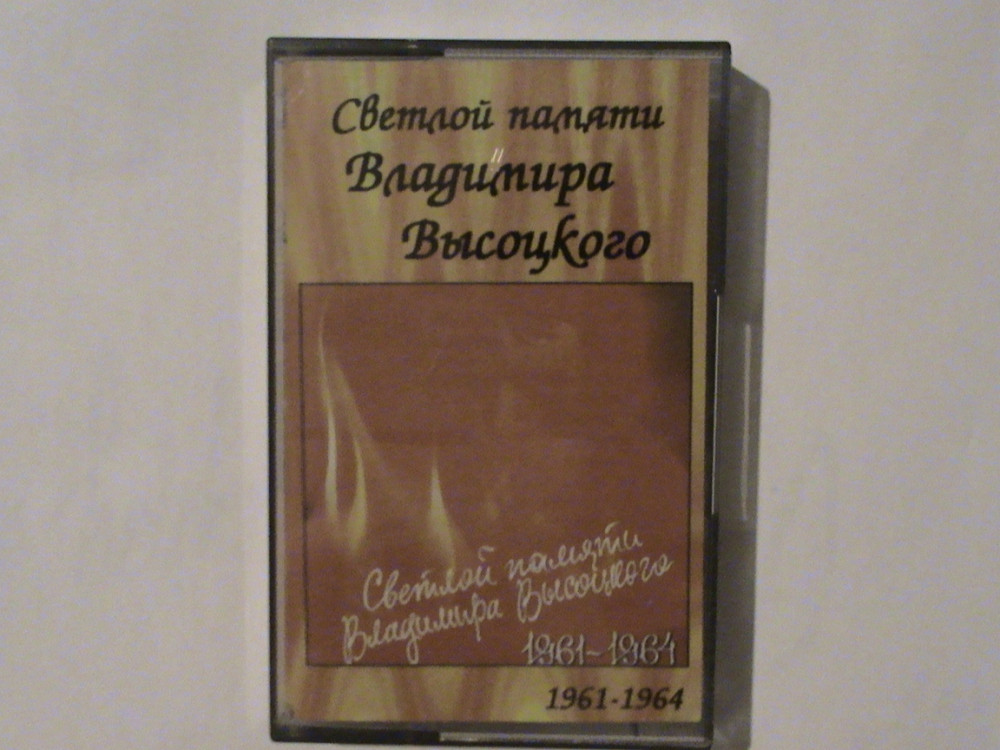 Светлой памяти
Владимира
Высоцкого
Светлой памяти
Владимира Высоцкого
1961-1964
1961-1964